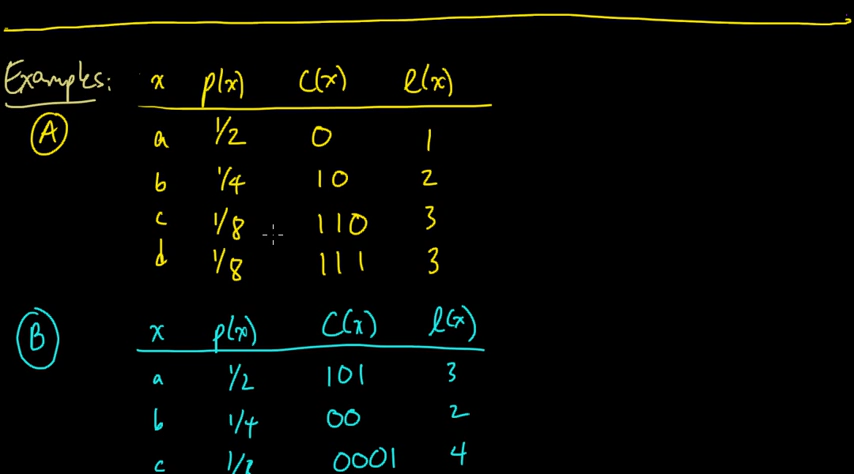 Examples: x p(x) C(x) l(x)
A a 1/2 0 1
b 1/4 10 2
c 1/8 110 3
d 1/8 111 3
B x p(x) C(x) l(x)
a 1/2 101 3
b 1/4 00 2
c 0001 4